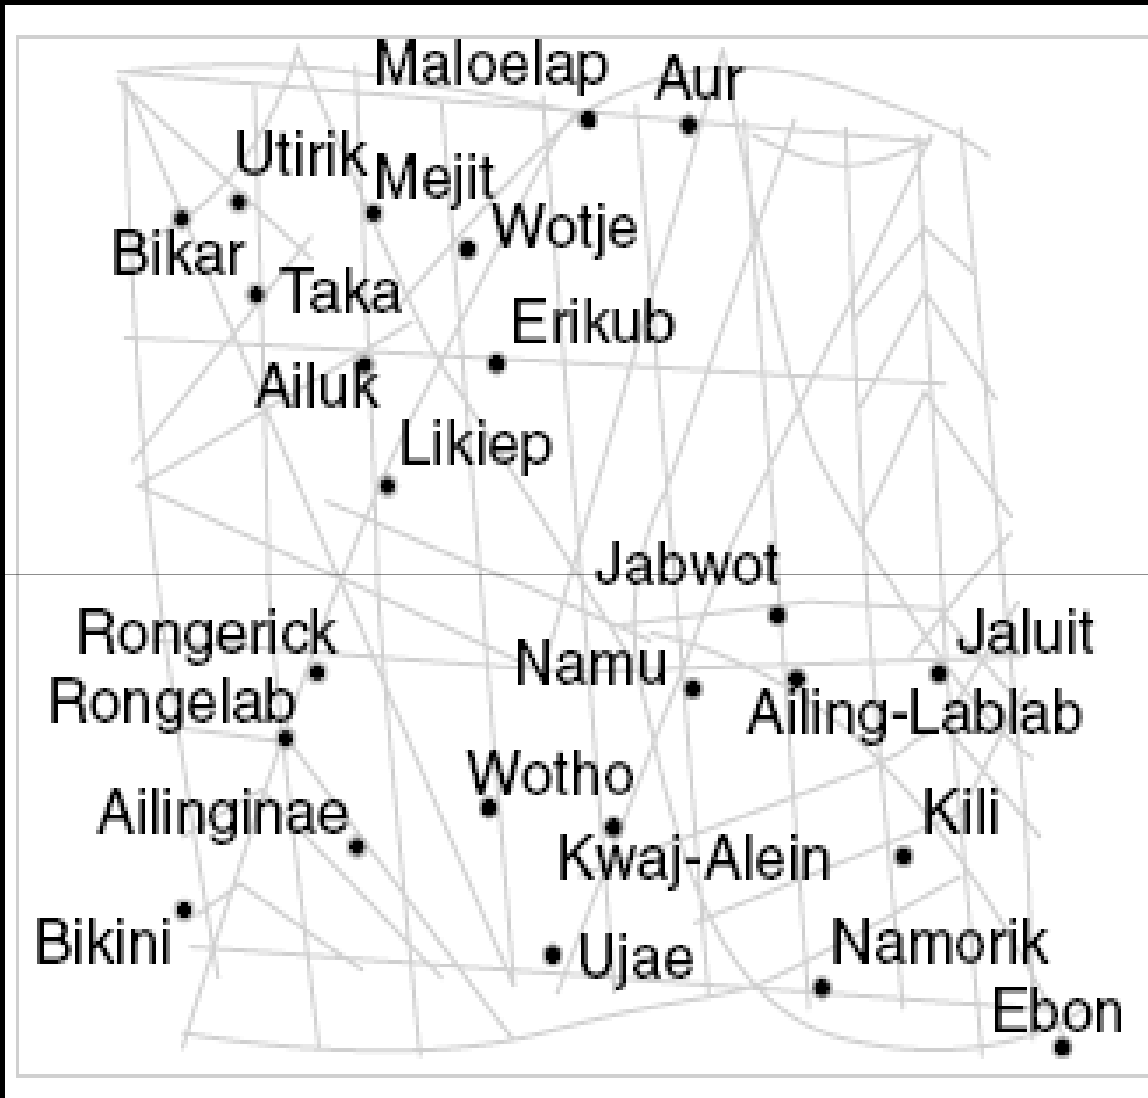 Maloelap
Aur
Utirik
Mejit
Bikar
Wotje
Taka
Erikub
Ailuk
Likiep
Jabwot
Rongerick
Jaluit
Namu
Rongelab
Ailing-Lablab
Wotho
Ailinginae
Kili
Kwaj-Alein
Bikini
Ujae
Namorik
Ebon